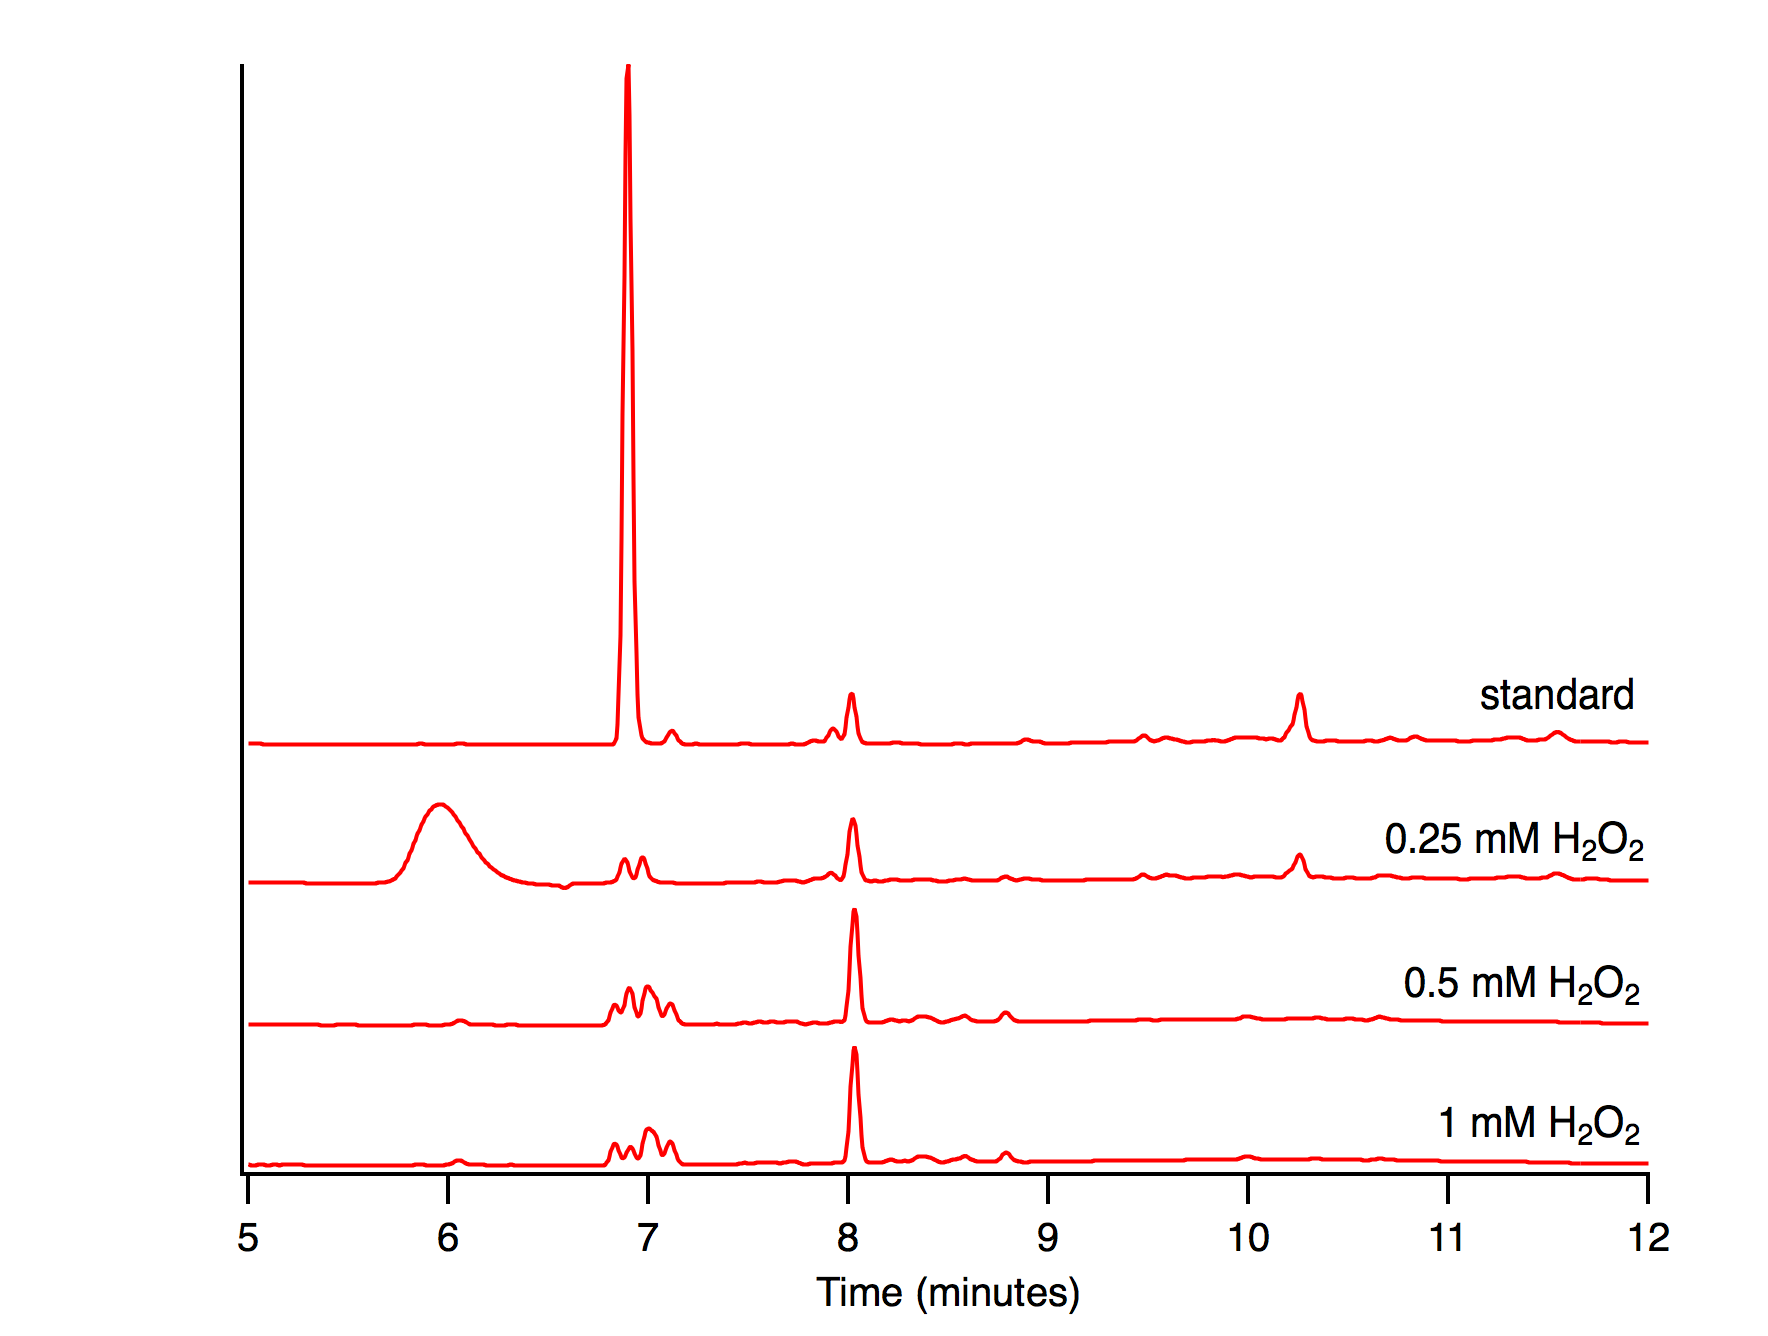 standard
0.25 mM H₂O₂
0.5 mM H₂O₂
1 mM H₂O₂
5 6 7 8 9 10 11 12
Time (minutes)